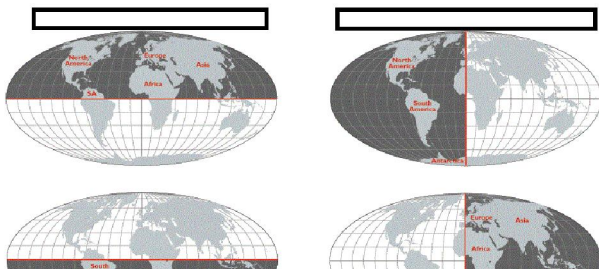 North
America
Europe
Asia
Africa
SA
North
America
South
America
Antarctica
South
Europe
Asia
Africa